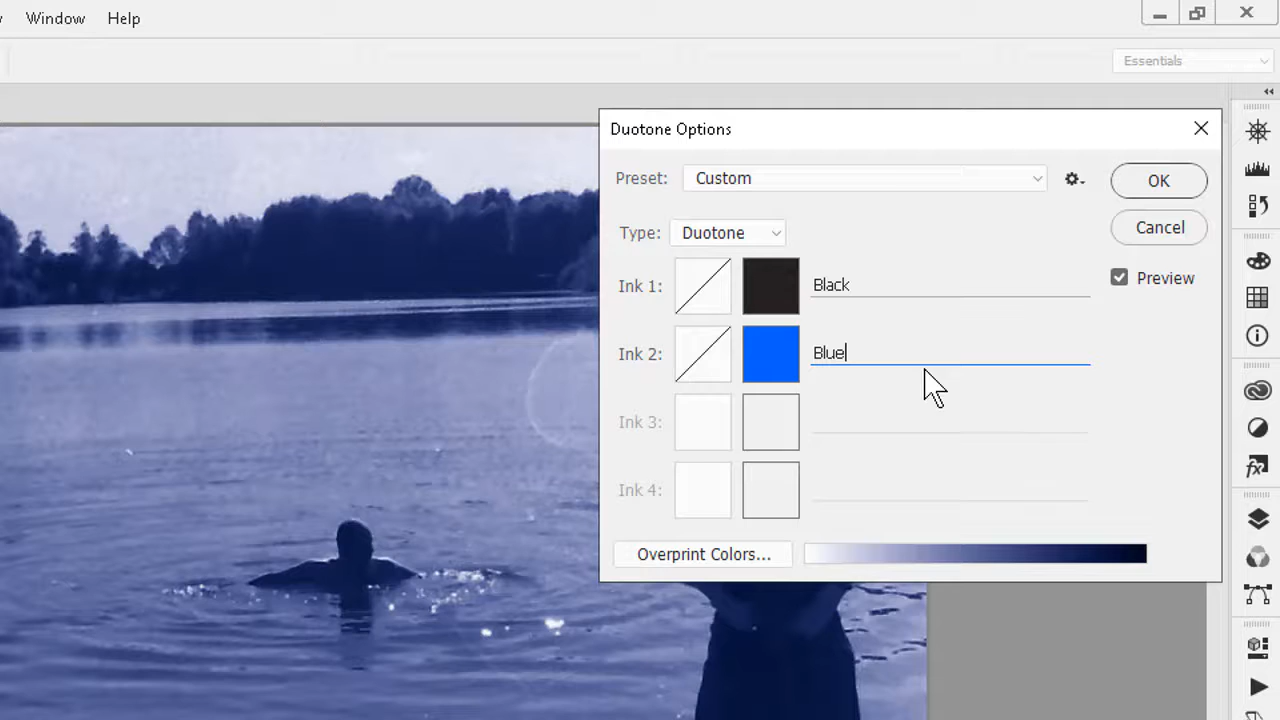 Window Help
Essentials
Duotone Options
Preset: Custom
OK
Type: Duotone
Cancel
Ink 1: Black
Preview
Ink 2: Blue
Ink 3:
Ink 4:
Overprint Colors...